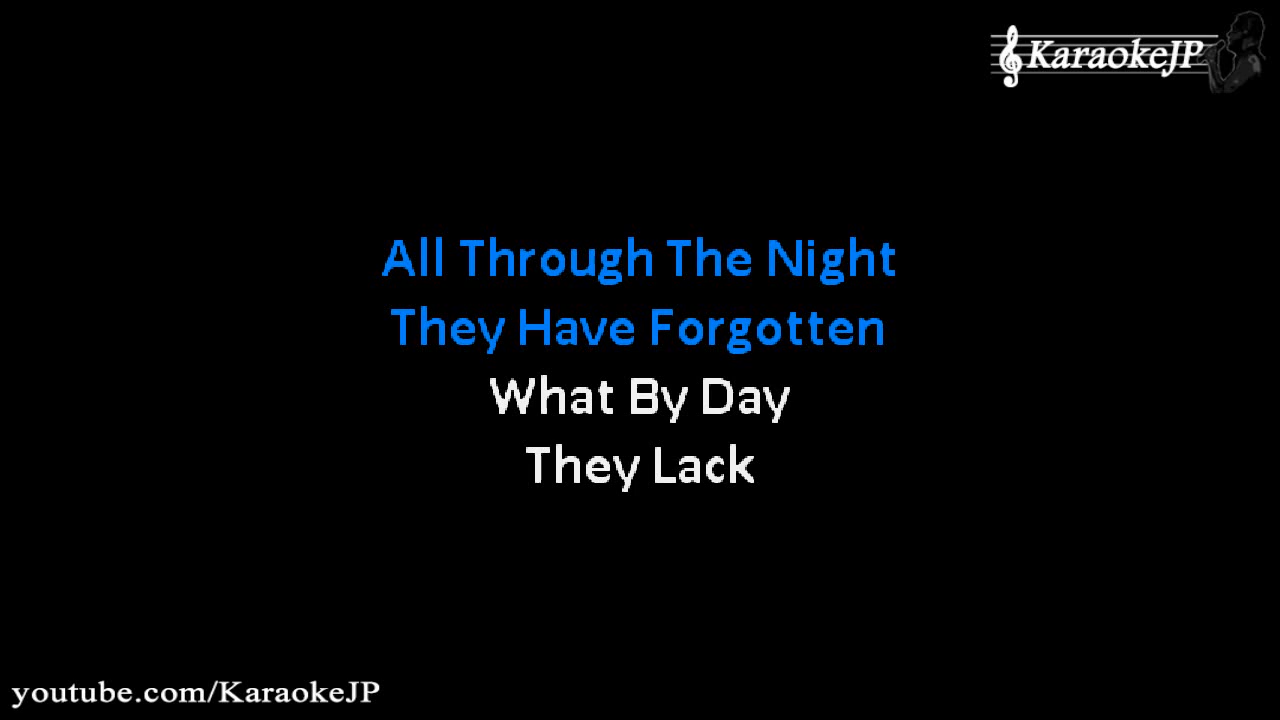 KaraokeJP
All Through The Night
They Have Forgotten
What By Day
They Lack
youtube.com/KaraokeJP